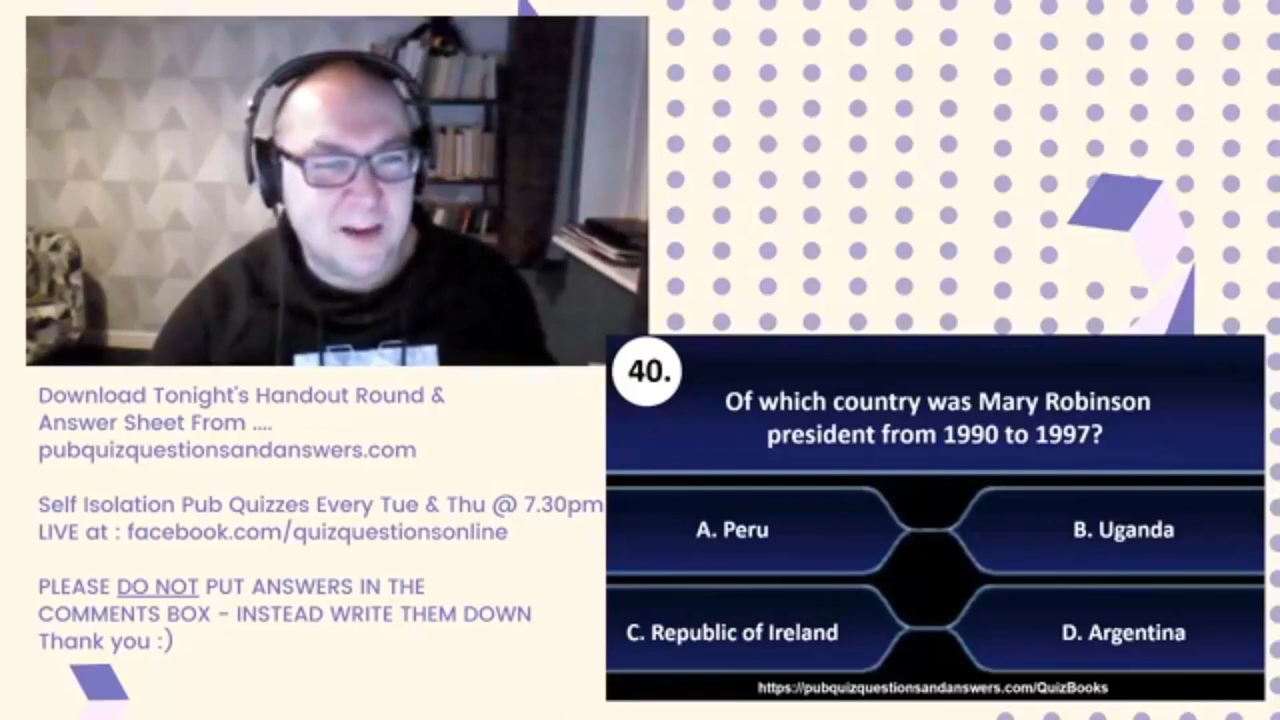 Download Tonight's Handout Round &
Answer Sheet From ....
pubquizquestionsandanswers.com
Self Isolation Pub Quizzes Every Tue & Thu @ 7.30pm
LIVE at : facebook.com/quizquestionsonline
PLEASE DO NOT PUT ANSWERS IN THE
COMMENTS BOX - INSTEAD WRITE THEM DOWN
Thank you :)
40.
Of which country was Mary Robinson
president from 1990 to 1997?
A. Peru
B. Uganda
C. Republic of Ireland
D. Argentina
https://pubquizquestionsandanswers.com/QuizBooks